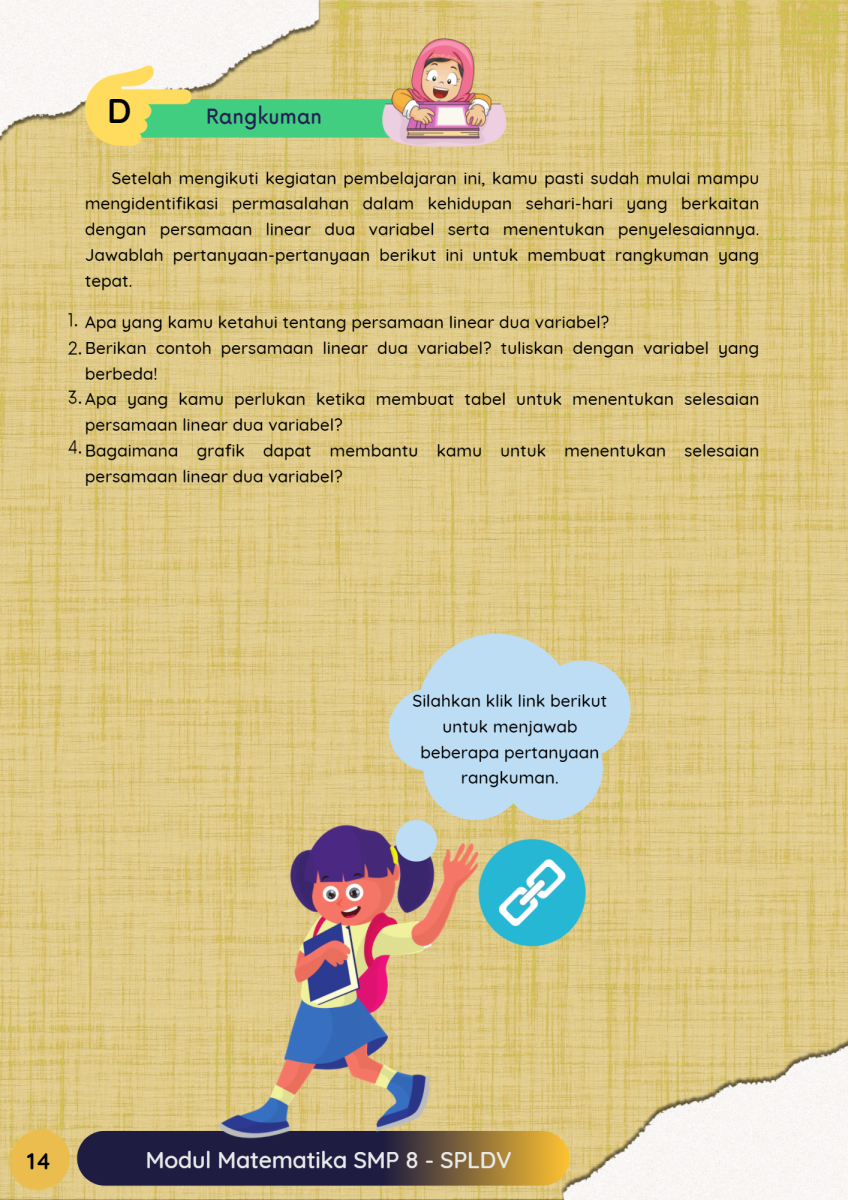 D
Rangkuman
Setelah mengikuti kegiatan pembelajaran ini, kamu pasti sudah mulai mampu
mengidentifikasi permasalahan dalam kehidupan sehari-hari yang berkaitan
dengan persamaan linear dua variabel serta menentukan penyelesaiannya.
Jawablah pertanyaan-pertanyaan berikut ini untuk membuat rangkuman yang
tepat.
1. Apa yang kamu ketahui tentang persamaan linear dua variabel?
2. Berikan contoh persamaan linear dua variabel? tuliskan dengan variabel yang
berbeda!
3. Apa yang kamu perlukan ketika membuat tabel untuk menentukan selesaian
persamaan linear dua variabel?
4. Bagaimana grafik dapat membantu kamu untuk menentukan selesaian
persamaan linear dua variabel?
Silahkan klik link berikut
untuk menjawab
beberapa pertanyaan
rangkuman.
14
Modul Matematika SMP 8 - SPLDV